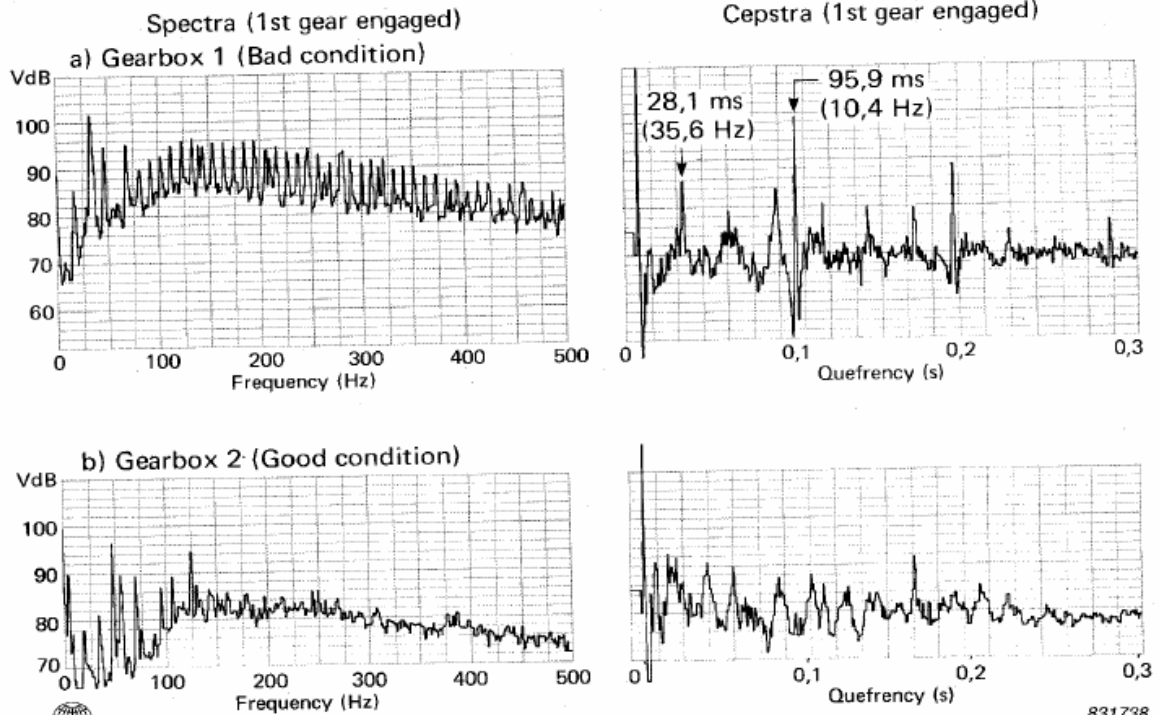 Spectra (1st gear engaged)
Cepstra (1st gear engaged)
a) Gearbox 1 (Bad condition)
VdB
100
90
80
70
60
0 100 200 300 400 500
Frequency (Hz)
28,1 ms
(35,6 Hz)
95,9 ms
(10,4 Hz)
0 0,1 0,2 0,3
Quefrency (s)
b) Gearbox 2 (Good condition)
VdB
100
90
80
70
0 100 200 300 400 500
Frequency (Hz)
0 0,1 0,2 0,3
Quefrency (s)
831738